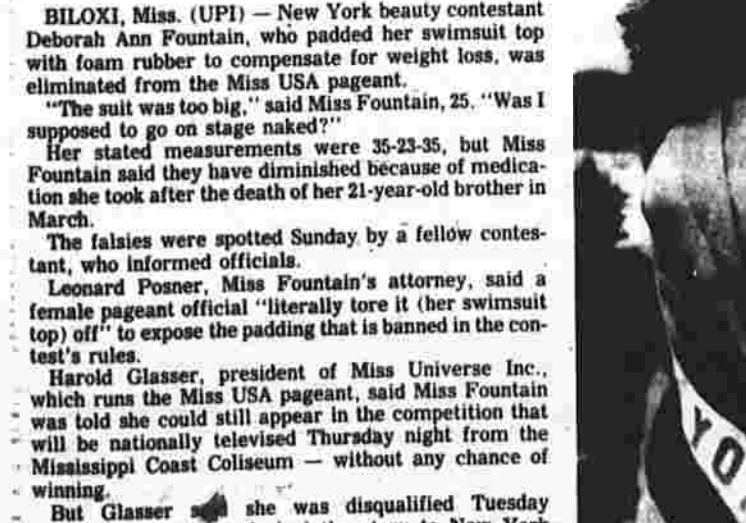 BILOXI, Miss. (UPI) — New York beauty contestant
Deborah Ann Fountain, who padded her swimsuit top
with foam rubber to compensate for weight loss, was
eliminated from the Miss USA pageant.
"The suit was too big," said Miss Fountain, 25. "Was I
supposed to go on stage naked?"
Her stated measurements were 35-23-35, but Miss
Fountain said they have diminished because of medica-
tion she took after the death of her 21-year-old brother in
March.
The falsies were spotted Sunday by a fellow contes-
tant, who informed officials.
Leonard Posner, Miss Fountain's attorney, said a
female pageant official "literally tore it (her swimsuit
top) off" to expose the padding that is banned in the con-
test's rules.
Harold Glasser, president of Miss Universe Inc.,
which runs the Miss USA pageant, said Miss Fountain
was told she could still appear in the competition that
will be nationally televised Thursday night from the
Mississippi Coast Coliseum — without any chance of
winning.
But Glasser said she was disqualified Tuesday
New York
YO